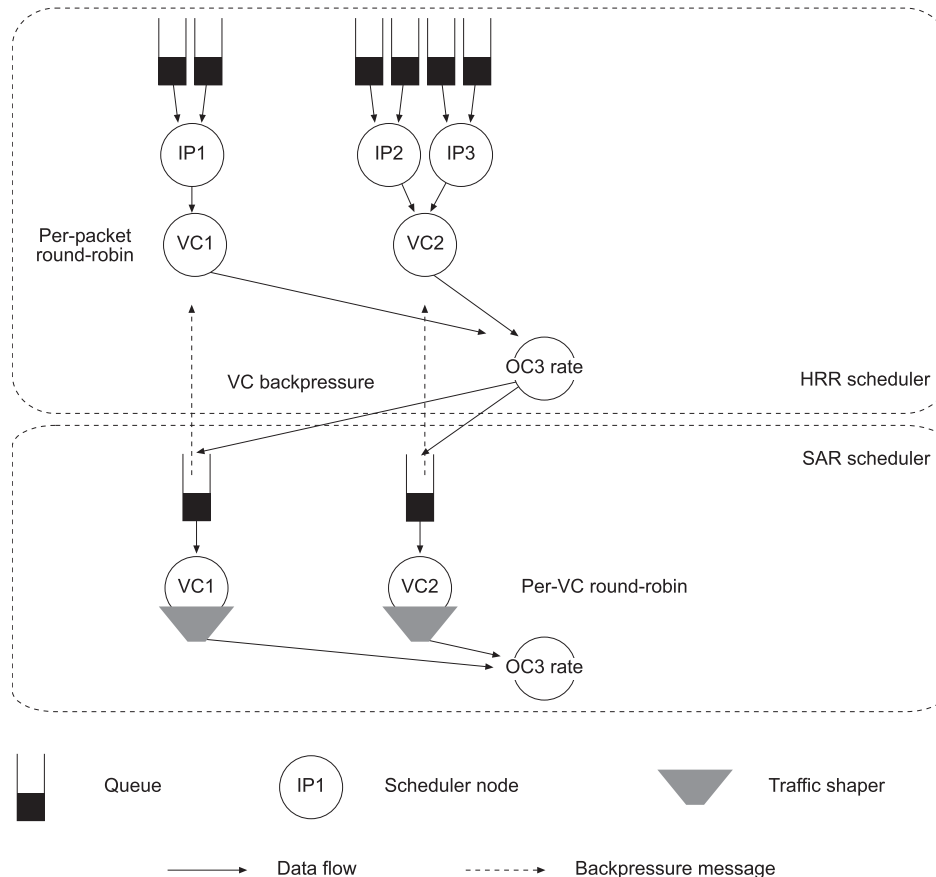 IP1
IP2
IP3
Per-packet
round-robin
VC1
VC2
OC3 rate
VC backpressure
HRR scheduler
SAR scheduler
VC1
VC2
Per-VC round-robin
OC3 rate
Queue
IP1
Scheduler node
Traffic shaper
Data flow
Backpressure message